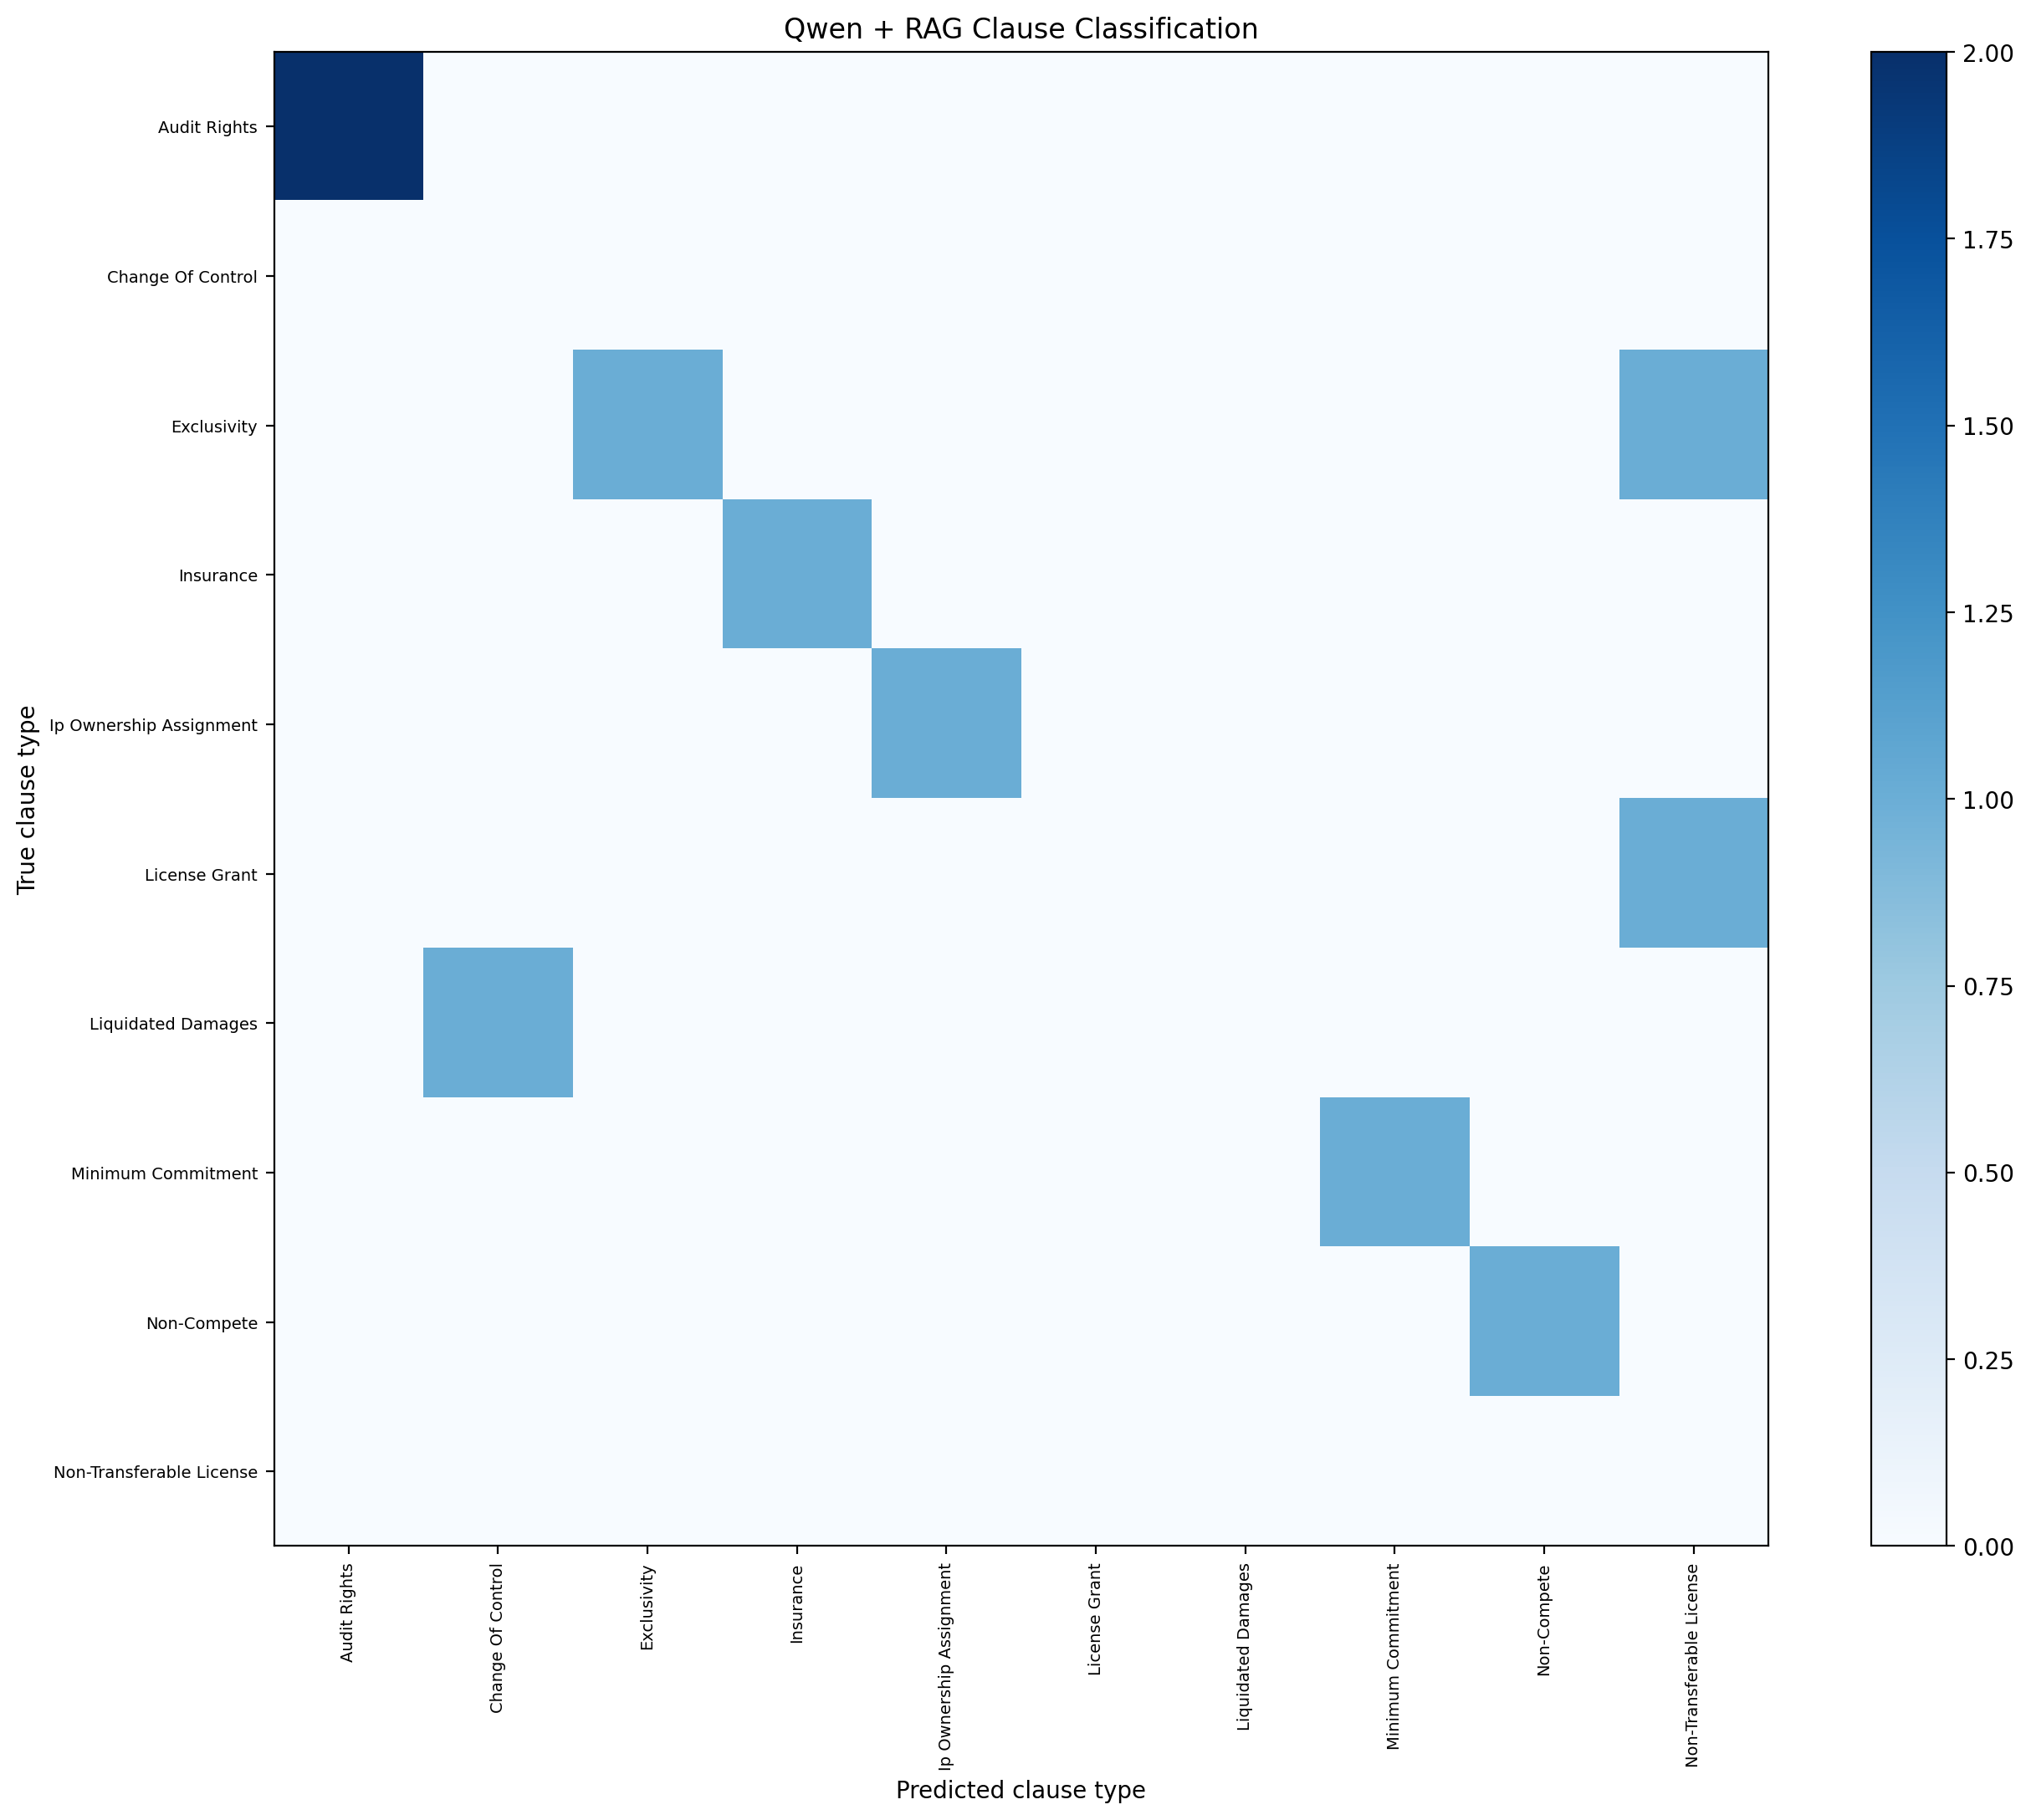 Qwen + RAG Clause Classification
True clause type
Audit Rights
Change Of Control
Exclusivity
Insurance
Ip Ownership Assignment
License Grant
Liquidated Damages
Minimum Commitment
Non-Compete
Non-Transferable License
Audit Rights
Change Of Control
Exclusivity
Insurance
Ip Ownership Assignment
License Grant
Liquidated Damages
Minimum Commitment
Non-Compete
Non-Transferable License
Predicted clause type
2.00
1.75
1.50
1.25
1.00
0.75
0.50
0.25
0.00